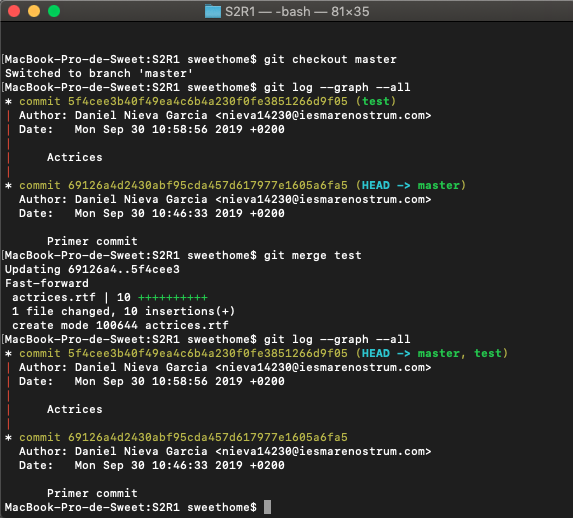 S2R1 — -bash — 81×35
[MacBook-Pro-de-Sweet:S2R1 sweethome$ git checkout master
Switched to branch 'master'
[MacBook-Pro-de-Sweet:S2R1 sweethome$ git log --graph --all
* commit 5f4cee3b40f49ea4c6b4a230f0fe3851266d9f05 (test)
| Author: Daniel Nieva Garcia <nieva14230@iesmarenostrum.com>
| Date:   Mon Sep 30 10:58:56 2019 +0200
|
|     Actrices
|
* commit 69126a4d2430abf95cda457d617977e1605a6fa5 (HEAD -> master)
  Author: Daniel Nieva Garcia <nieva14230@iesmarenostrum.com>
  Date:   Mon Sep 30 10:46:33 2019 +0200

      Primer commit
[MacBook-Pro-de-Sweet:S2R1 sweethome$ git merge test
Updating 69126a4..5f4cee3
Fast-forward
 actrices.rtf | 10 ++++++++++
 1 file changed, 10 insertions(+)
 create mode 100644 actrices.rtf
[MacBook-Pro-de-Sweet:S2R1 sweethome$ git log --graph --all
* commit 5f4cee3b40f49ea4c6b4a230f0fe3851266d9f05 (HEAD -> master, test)
| Author: Daniel Nieva Garcia <nieva14230@iesmarenostrum.com>
| Date:   Mon Sep 30 10:58:56 2019 +0200
|
|     Actrices
|
* commit 69126a4d2430abf95cda457d617977e1605a6fa5
  Author: Daniel Nieva Garcia <nieva14230@iesmarenostrum.com>
  Date:   Mon Sep 30 10:46:33 2019 +0200

      Primer commit
MacBook-Pro-de-Sweet:S2R1 sweethome$